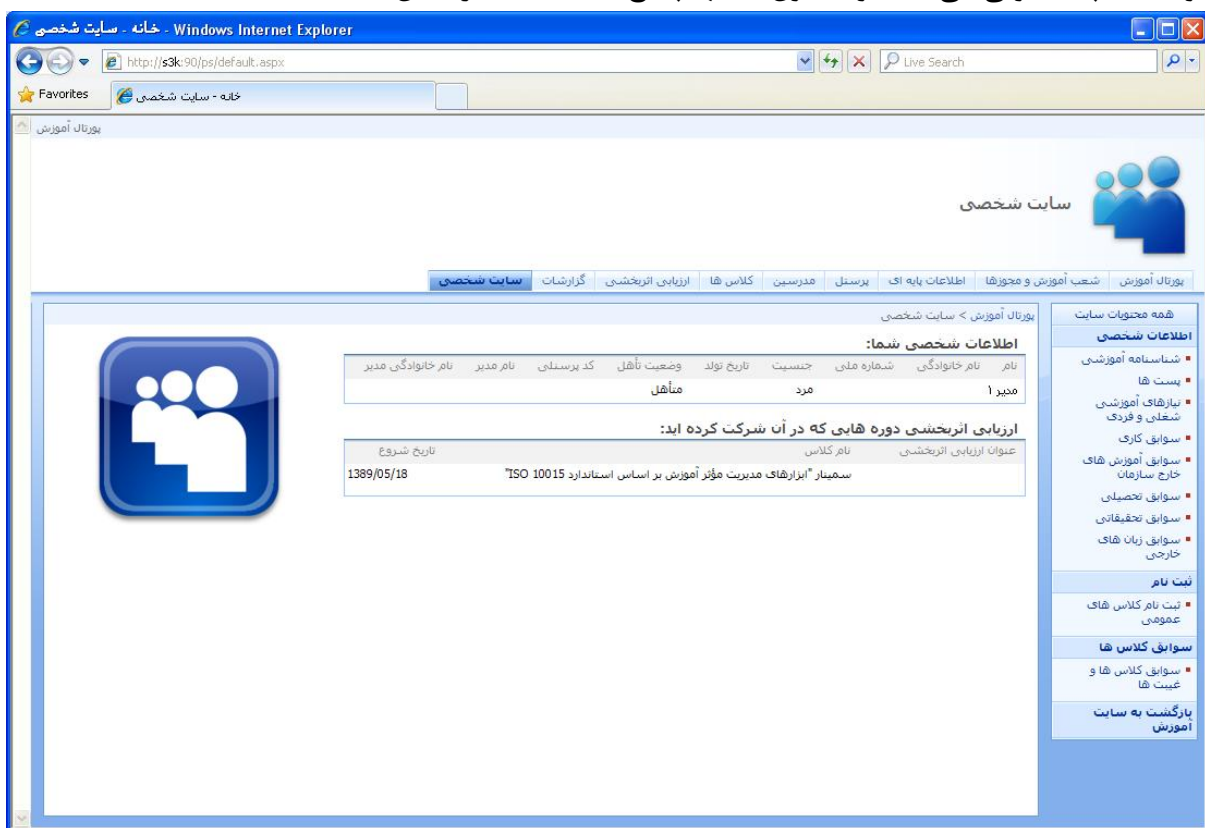 خانه - سایت شخصی - Windows Internet Explorer
http://s3k:90/ps/default.aspx
Live Search
Favorites
خانه - سایت شخصی
پورتال آموزش
سایت شخصی
پورتال آموزش شعب آموزش و مجوزها اطلاعات پایه ای پرسنل مدرسین کلاس ها ارزیابی اثربخشی گزارشات سایت شخصی
همه محتویات سایت
اطلاعات شخصی
شناسنامه آموزشی
پست ها
نیازهای آموزشی
شغلی و فردی
سوابق کاری
سوابق آموزش های
خارج سازمان
سوابق تحصیلی
سوابق تحقیقاتی
سوابق زبان های
خارجی
ثبت نام
ثبت نام کلاس های
عمومی
سوابق کلاس ها
سوابق کلاس ها و
غیبت ها
بازگشت به سایت
آموزش
پورتال آموزش > سایت شخصی
اطلاعات شخصی شما:
نام نام خانوادگی شماره ملی جنسیت تاریخ تولد وضعیت تأهل کد پرسنلی نام مدیر نام خانوادگی مدیر
مدیر ۱ مرد متأهل
ارزیابی اثربخشی دوره هایی که در آن شرکت کرده اید:
عنوان ارزیابی اثربخشی نام کلاس تاریخ شروع
سمینار "ابزارهای مدیریت مؤثر آموزش بر اساس استاندارد ISO 10015" 1389/05/18